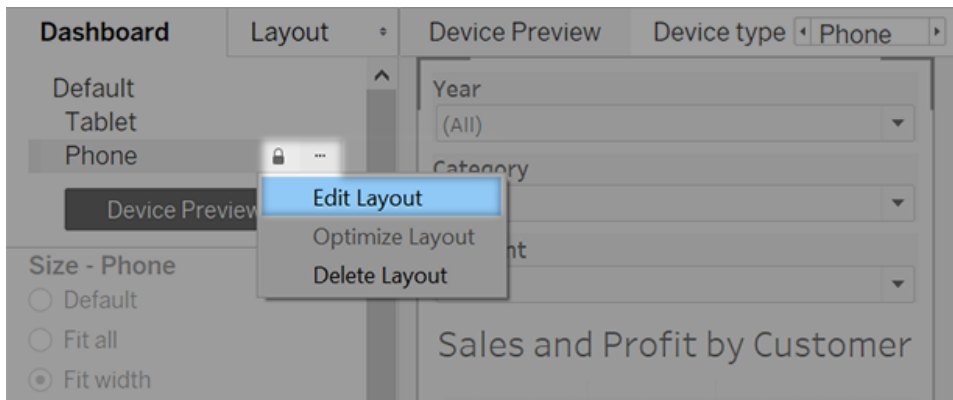 Dashboard
Layout
Device Preview
Device type
Phone
Default
Tablet
Phone
Device Preview
Edit Layout
Optimize Layout
Delete Layout
Size - Phone
Default
Fit all
Fit width
Year
(All)
Category
nt
Sales and Profit by Customer